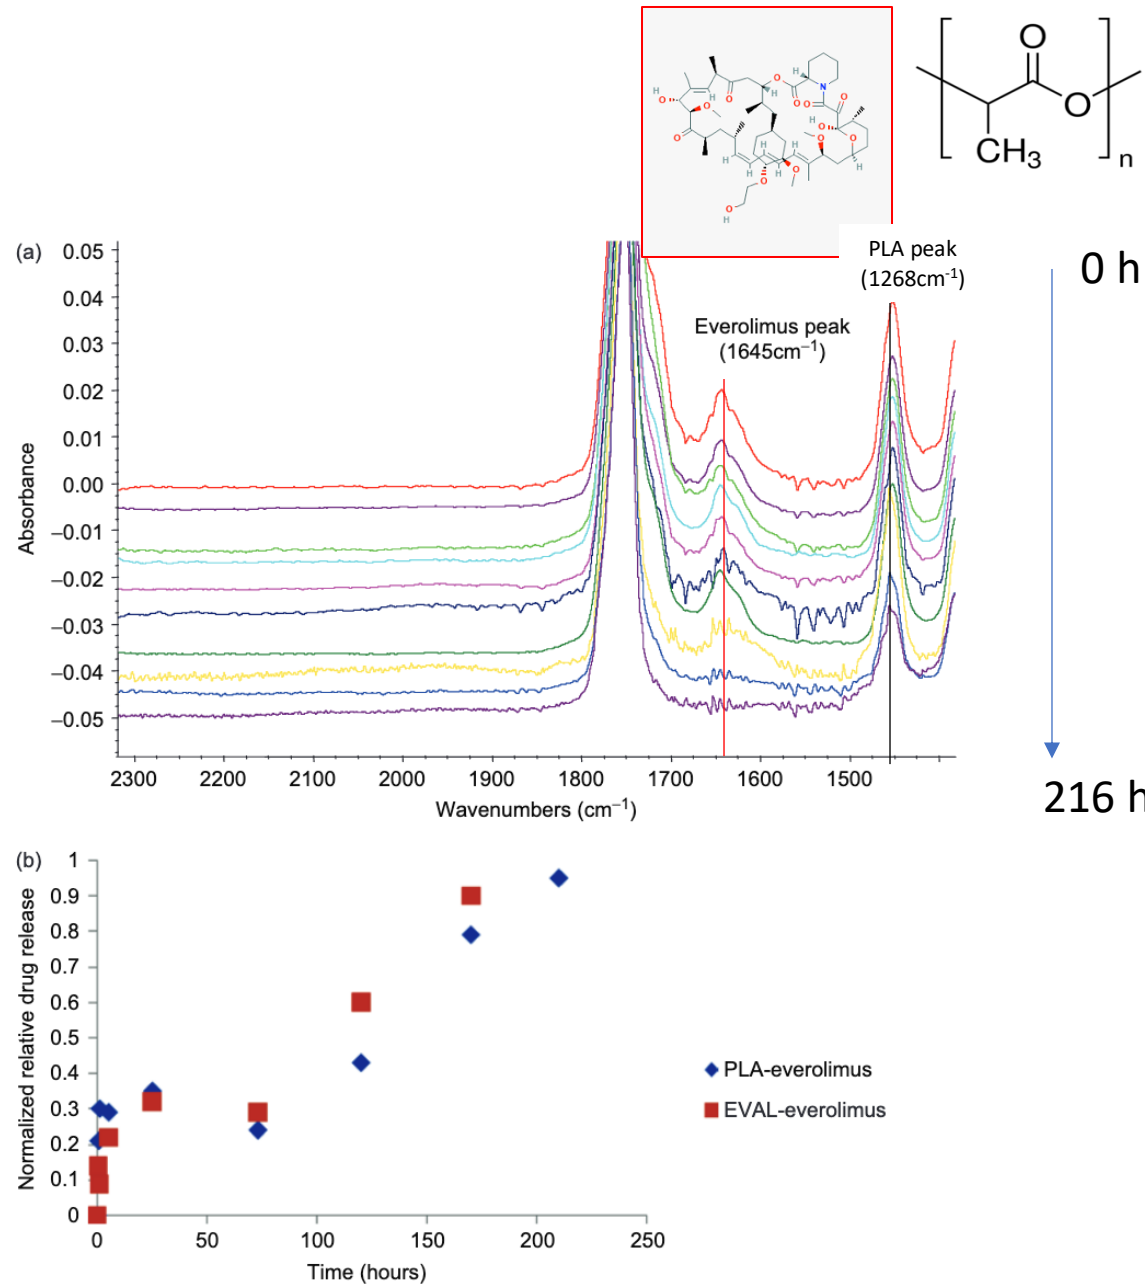 O
O
CH3
n
H
O
H
O
O
O
H
O
H
N
O
O
O
O
H
O
O
O
H
H
H
H
O
H
O
O
H
(a)
0.05
0.04
0.03
0.02
0.01
0.00
–0.01
–0.02
–0.03
–0.04
–0.05
Absorbance
PLA peak
(1268cm-1)
Everolimus peak
(1645cm–1)
0 h
216 h
2300 2200 2100 2000 1900 1800 1700 1600 1500
Wavenumbers (cm–1)
(b)
1
0.9
0.8
0.7
0.6
0.5
0.4
0.3
0.2
0.1
0
Normalized relative drug release
0 50 100 150 200 250
Time (hours)
PLA-everolimus
EVAL-everolimus